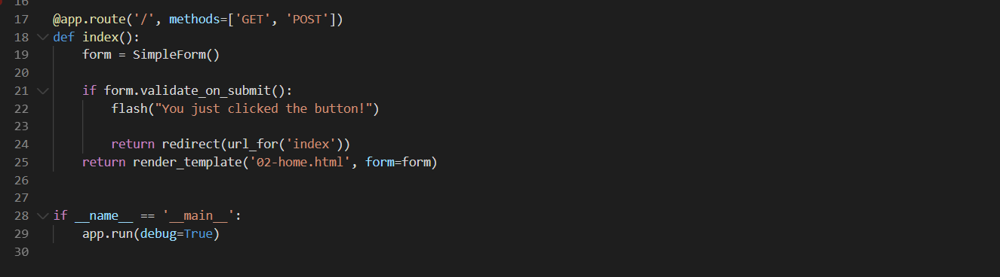 16
17 @app.route('/', methods=['GET', 'POST'])
18 def index():
19     form = SimpleForm()
20
21     if form.validate_on_submit():
22         flash("You just clicked the button!")
23
24         return redirect(url_for('index'))
25     return render_template('02-home.html', form=form)
26
27
28 if __name__ == '__main__':
29     app.run(debug=True)
30